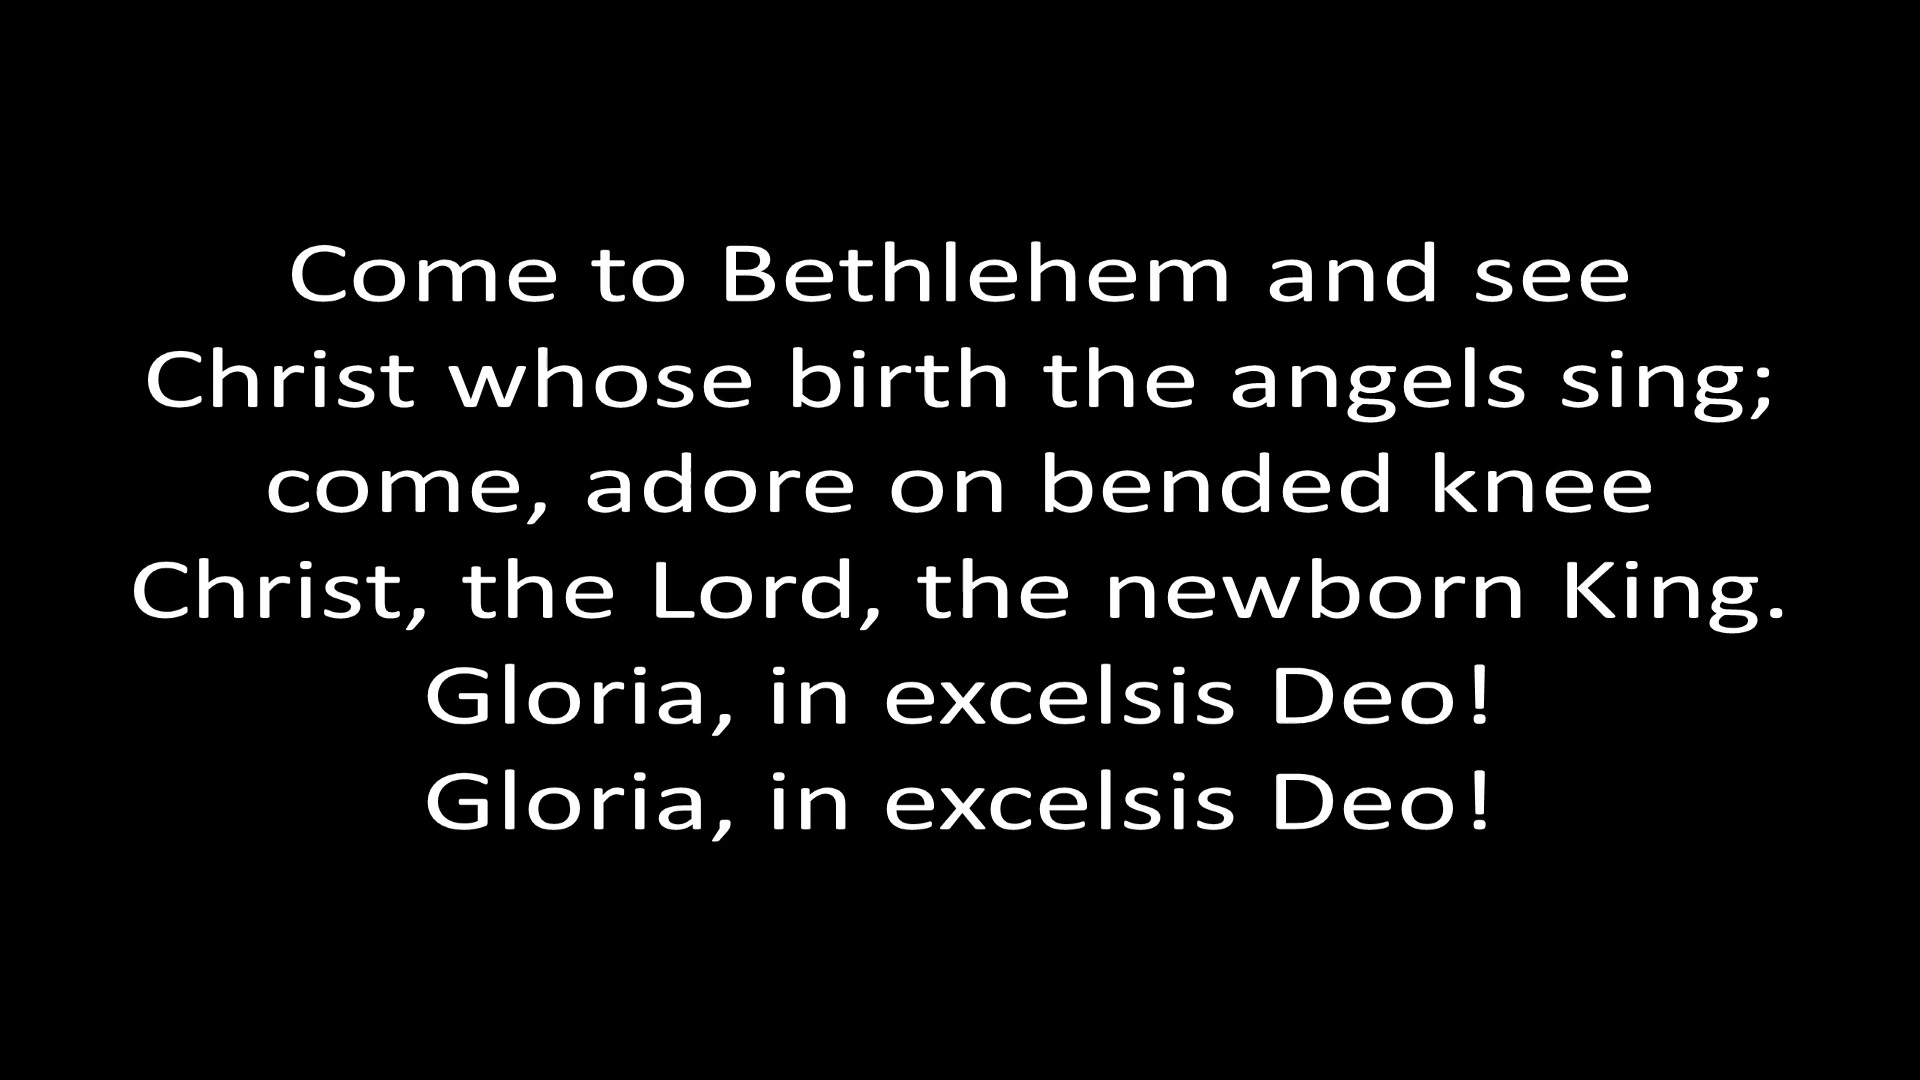 Come to Bethlehem and see
Christ whose birth the angels sing;
come, adore on bended knee
Christ, the Lord, the newborn King.
Gloria, in excelsis Deo!
Gloria, in excelsis Deo!